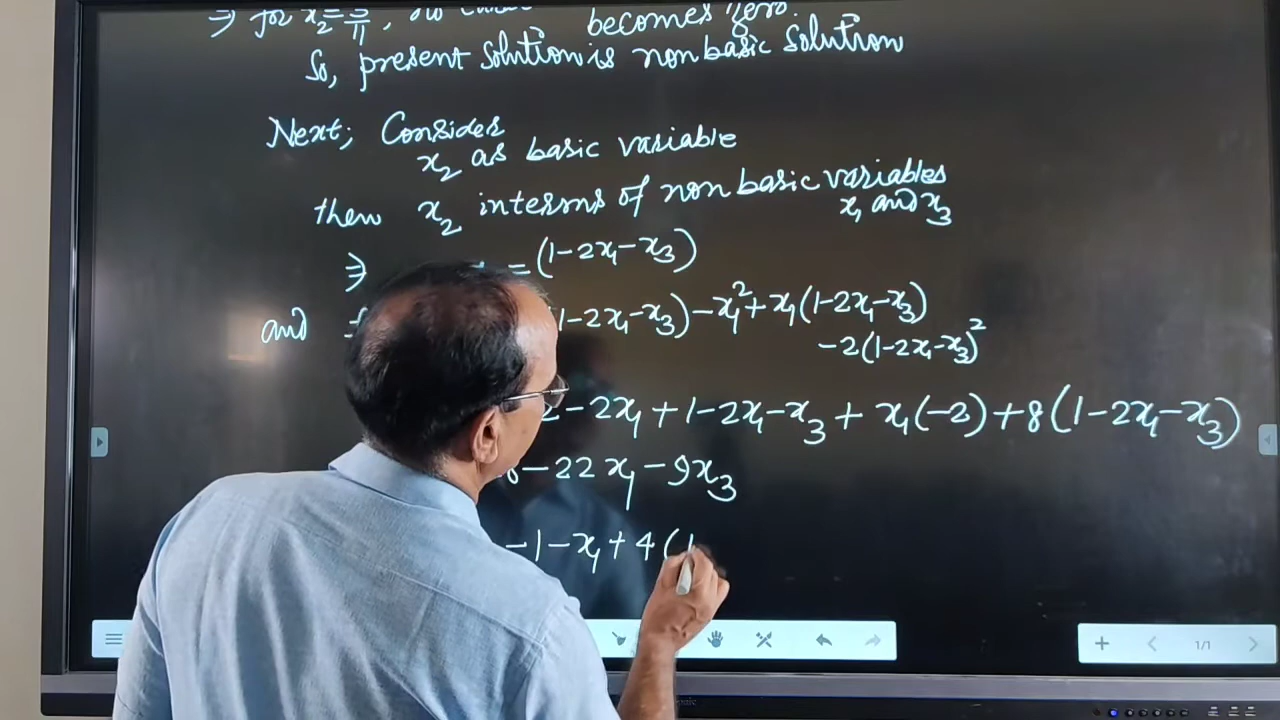 ⇒ for x₂=3/11,
becomes zero.
So, present solution is nonbasic solution
Next; Consider
x₂ as basic variable
then x₂ interms of non basic variables
x₁ and x₃
⇒ = (1-2x₁-x₃)
and f (1-2x₁-x₃)-x₁²+x₁(1-2x₁-x₃)
-2(1-2x₁-x₃)²
2-2x₁+1-2x₁-x₃+x₁(-2)+8(1-2x₁-x₃)
-22x₁-9x₃
-1-x₁+4(1
1/1